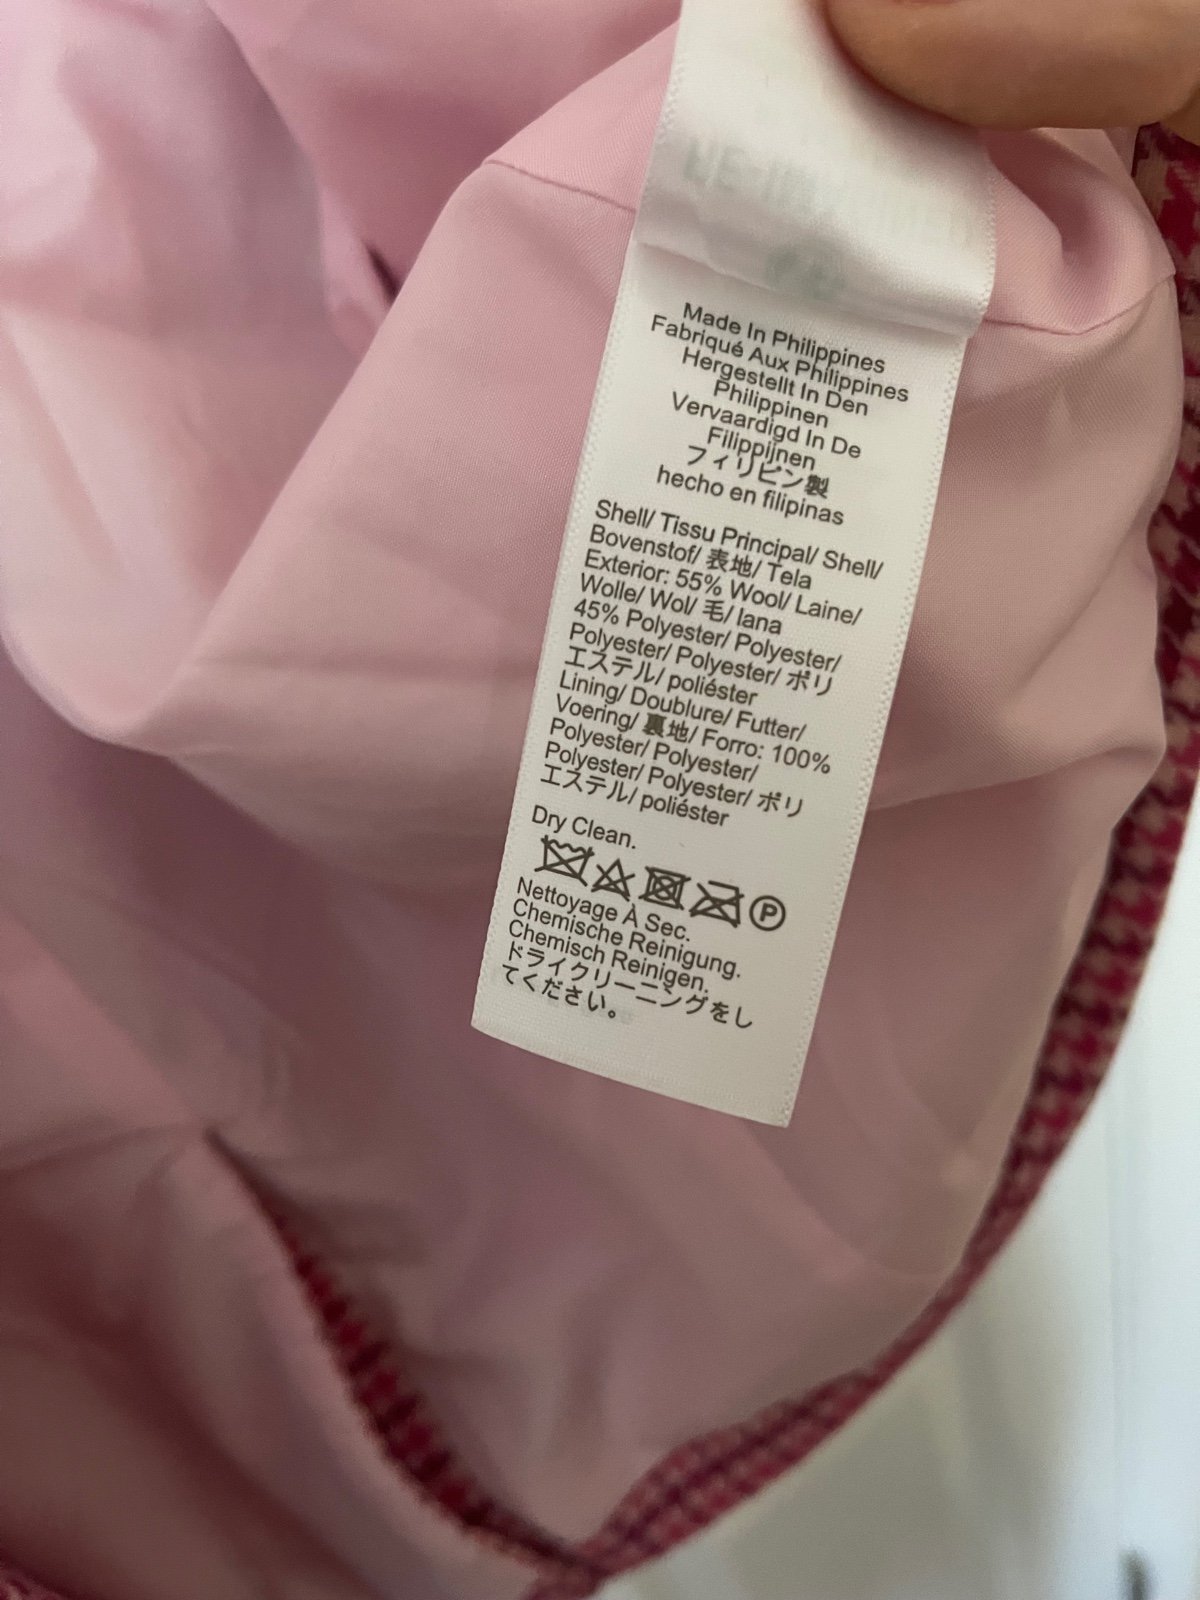 Made In Philippines
Fabriqué Aux Philippines
Hergestellt In Den
Philippinen
Vervaardigd In De
Filippijnen
フィリピン製
hecho en filipinas
Shell/ Tissu Principal/ Shell/
Bovenstof/ 表地/ Tela
Exterior: 55% Wool/ Laine/
Wolle/ Wol/ 毛/ lana
45% Polyester/ Polyester/
Polyester/ Polyester/ ポリ
エステル/ poliéster
Lining/ Doublure/ Futter/
Voering/ 裏地/ Forro: 100%
Polyester/ Polyester/
Polyester/ Polyester/ ポリ
エステル/ poliéster
Dry Clean.
P
Nettoyage À Sec.
Chemische Reinigung.
Chemisch Reinigen.
ドライクリーニングをし
てください。